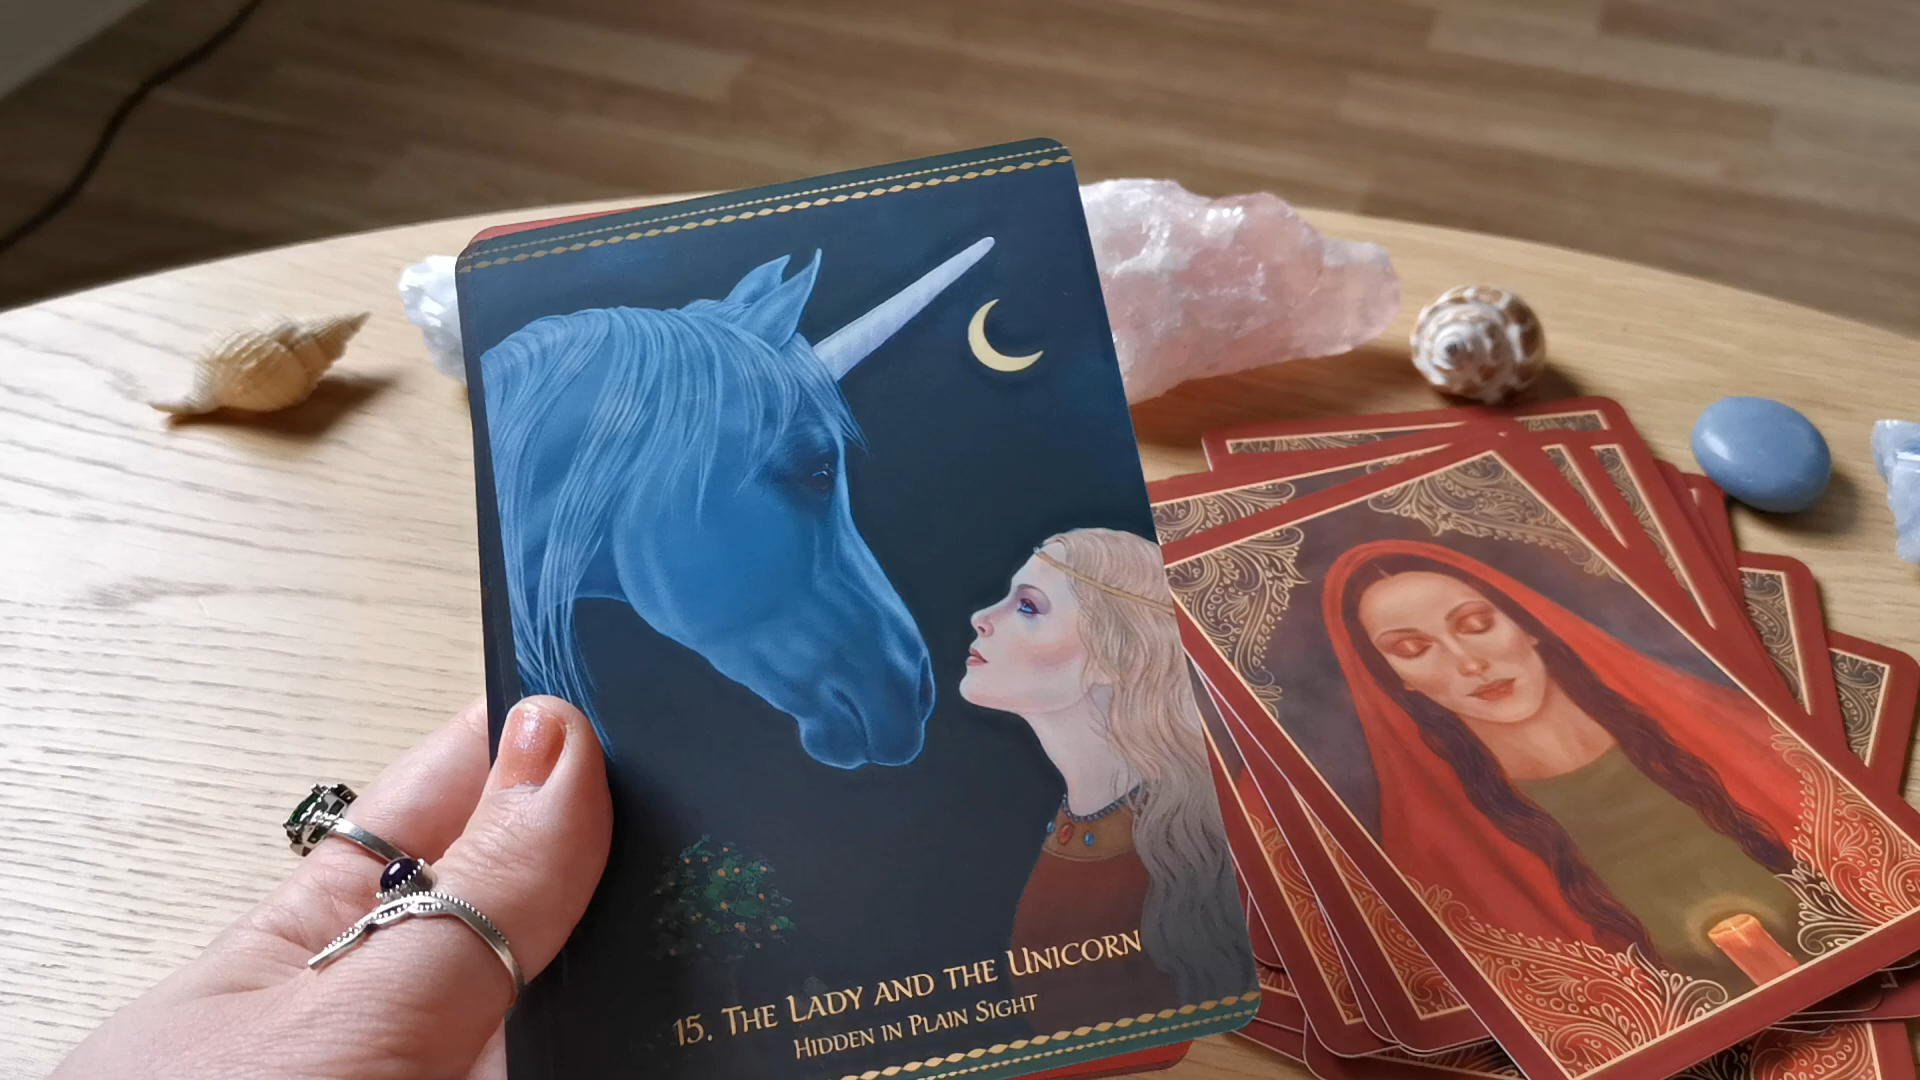 15. The Lady and the Unicorn
Hidden in Plain Sight